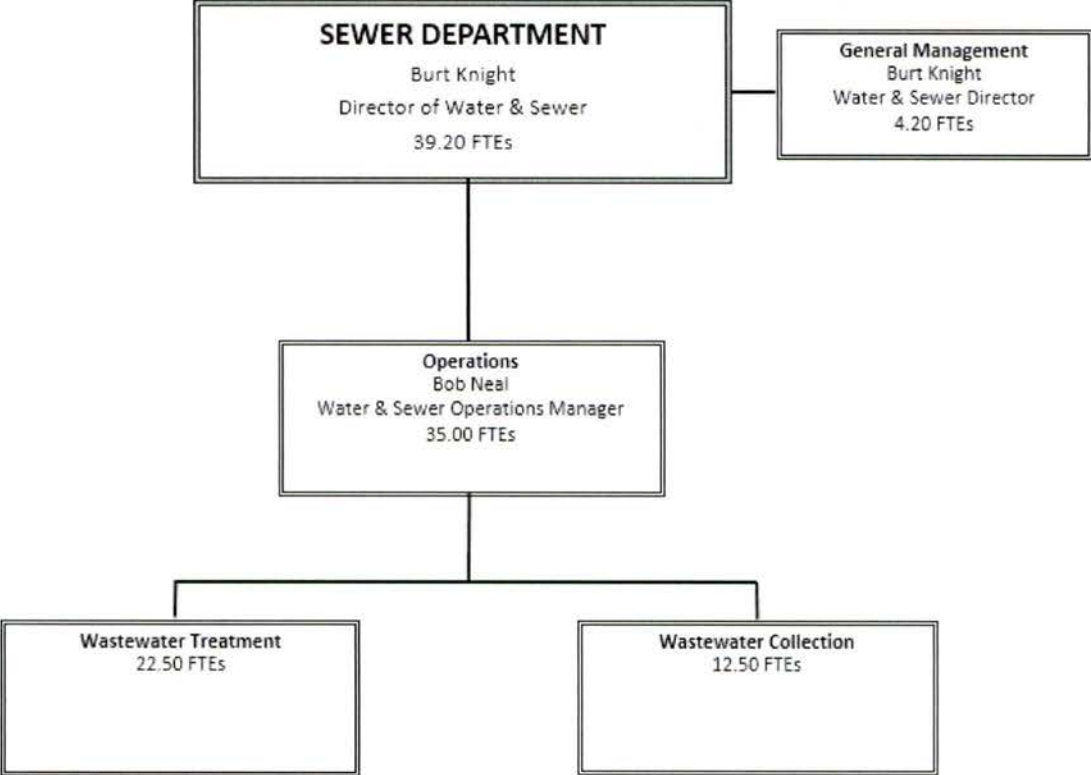 SEWER DEPARTMENT
Burt Knight
Director of Water & Sewer
39.20 FTEs
General Management
Burt Knight
Water & Sewer Director
4.20 FTEs
Operations
Bob Neal
Water & Sewer Operations Manager
35.00 FTEs
Wastewater Treatment
22.50 FTEs
Wastewater Collection
12.50 FTEs